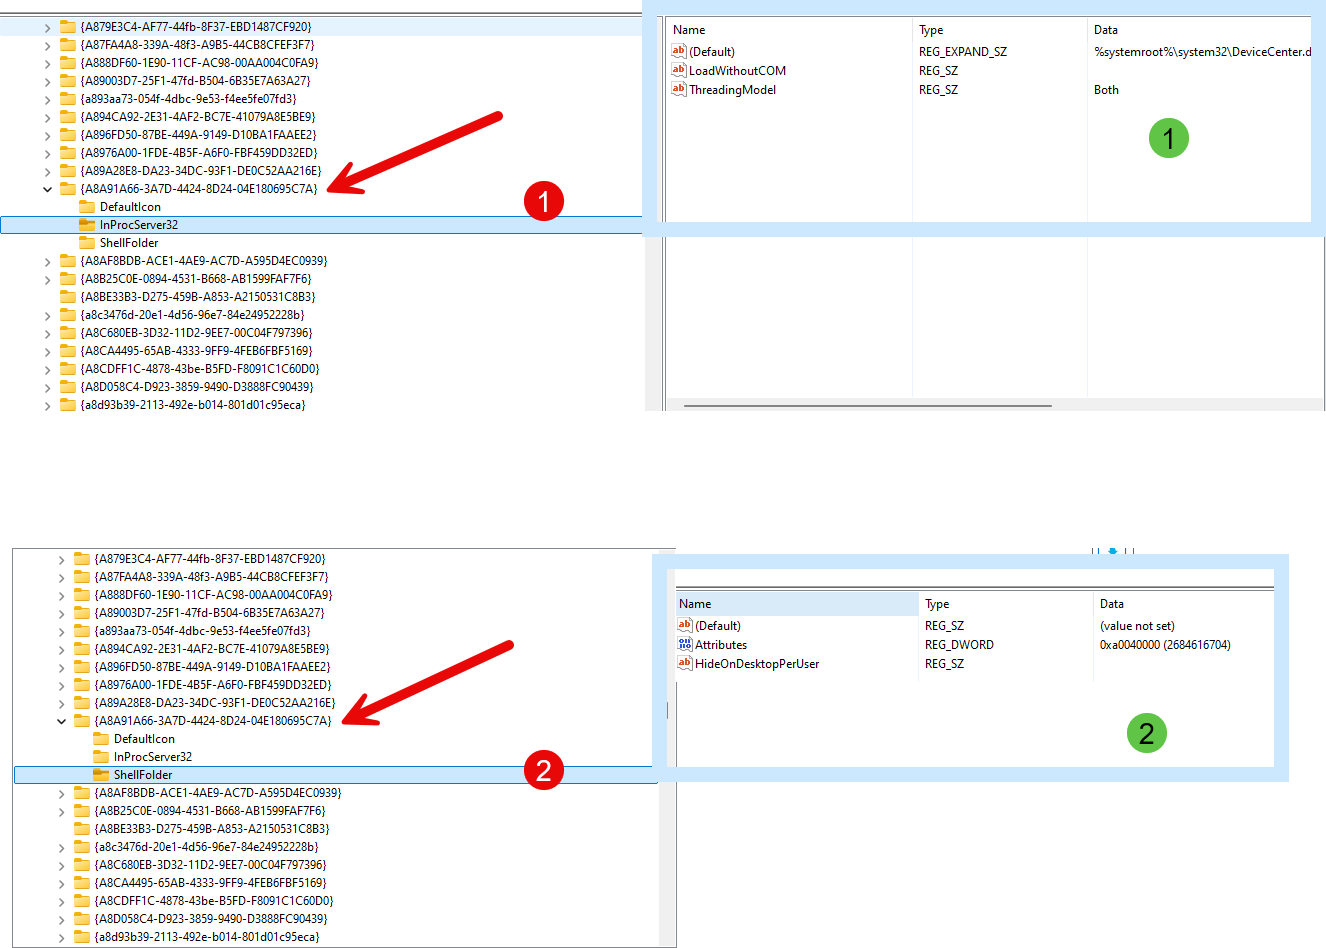 {A879E3C4-AF77-44fb-8F37-EBD1487CF920}
{A87FA4A8-339A-48f3-A9B5-44CB8CFEF3F7}
{A888DF60-1E90-11CF-AC98-00AA004C0FA9}
{A89003D7-25F1-47fd-B504-6B35E7A63A27}
{a893aa73-054f-4dbc-9e53-f4ee5fe07fd3}
{A894CA92-2E31-4AF2-BC7E-41079A8E5BE9}
{A896FD50-87BE-449A-9149-D10BA1FAAEE2}
{A8976A00-1FDE-4B5F-A6F0-FBF459DD32ED}
{A89A28E8-DA23-34DC-93F1-DE0C52AA216E}
{A8A91A66-3A7D-4424-8D24-04E180695C7A}
DefaultIcon
InProcServer32
ShellFolder
{A8AF8BDB-ACE1-4AE9-AC7D-A595D4EC0939}
{A8B25C0E-0894-4531-B668-AB1599FAF7F6}
{A8BE33B3-D275-459B-A853-A2150531C8B3}
{a8c3476d-20e1-4d56-96e7-84e24952228b}
{A8C680EB-3D32-11D2-9EE7-00C04F797396}
{A8CA4495-65AB-4333-9FF9-4FEB6FBF5169}
{A8CDFF1C-4878-43be-B5FD-F8091C1C60D0}
{A8D058C4-D923-3859-9490-D3888FC90439}
{a8d93b39-2113-492e-b014-801d01c95eca}
1
Name Type Data
(Default) REG_EXPAND_SZ %systemroot%\system32\DeviceCenter.d
LoadWithoutCOM REG_SZ
ThreadingModel REG_SZ Both
1
{A879E3C4-AF77-44fb-8F37-EBD1487CF920}
{A87FA4A8-339A-48f3-A9B5-44CB8CFEF3F7}
{A888DF60-1E90-11CF-AC98-00AA004C0FA9}
{A89003D7-25F1-47fd-B504-6B35E7A63A27}
{a893aa73-054f-4dbc-9e53-f4ee5fe07fd3}
{A894CA92-2E31-4AF2-BC7E-41079A8E5BE9}
{A896FD50-87BE-449A-9149-D10BA1FAAEE2}
{A8976A00-1FDE-4B5F-A6F0-FBF459DD32ED}
{A89A28E8-DA23-34DC-93F1-DE0C52AA216E}
{A8A91A66-3A7D-4424-8D24-04E180695C7A}
DefaultIcon
InProcServer32
ShellFolder
{A8AF8BDB-ACE1-4AE9-AC7D-A595D4EC0939}
{A8B25C0E-0894-4531-B668-AB1599FAF7F6}
{A8BE33B3-D275-459B-A853-A2150531C8B3}
{a8c3476d-20e1-4d56-96e7-84e24952228b}
{A8C680EB-3D32-11D2-9EE7-00C04F797396}
{A8CA4495-65AB-4333-9FF9-4FEB6FBF5169}
{A8CDFF1C-4878-43be-B5FD-F8091C1C60D0}
{A8D058C4-D923-3859-9490-D3888FC90439}
{a8d93b39-2113-492e-b014-801d01c95eca}
2
Name Type Data
(Default) REG_SZ (value not set)
Attributes REG_DWORD 0xa0040000 (2684616704)
HideOnDesktopPerUser REG_SZ
2